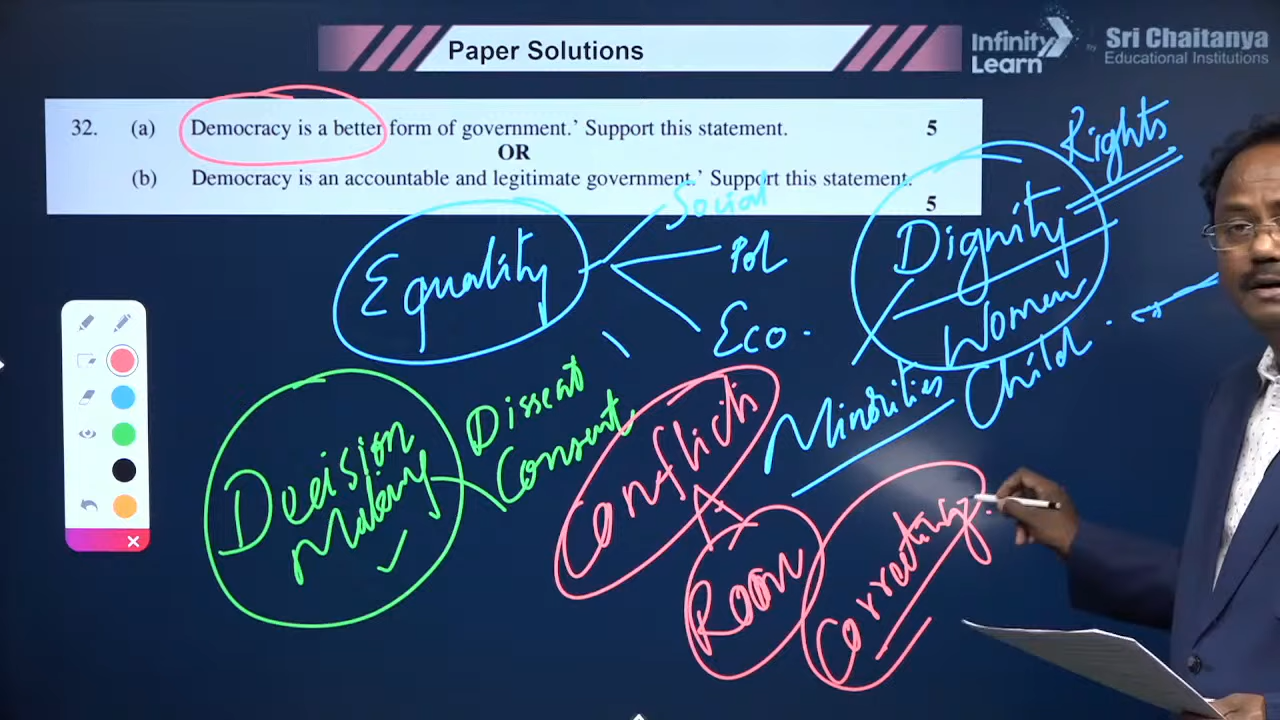 Paper Solutions
Infinity Learn
by Sri Chaitanya
Educational Institutions
32. (a) Democracy is a better form of government.' Support this statement. 5
OR
(b) Democracy is an accountable and legitimate government.' Support this statement.
5
Rights
Social
Equality
Pol
Eco.
Dignity
Women
Child
Minorities
Decision
Making
Dissent
Consent
Conflicts
Room
Correcting